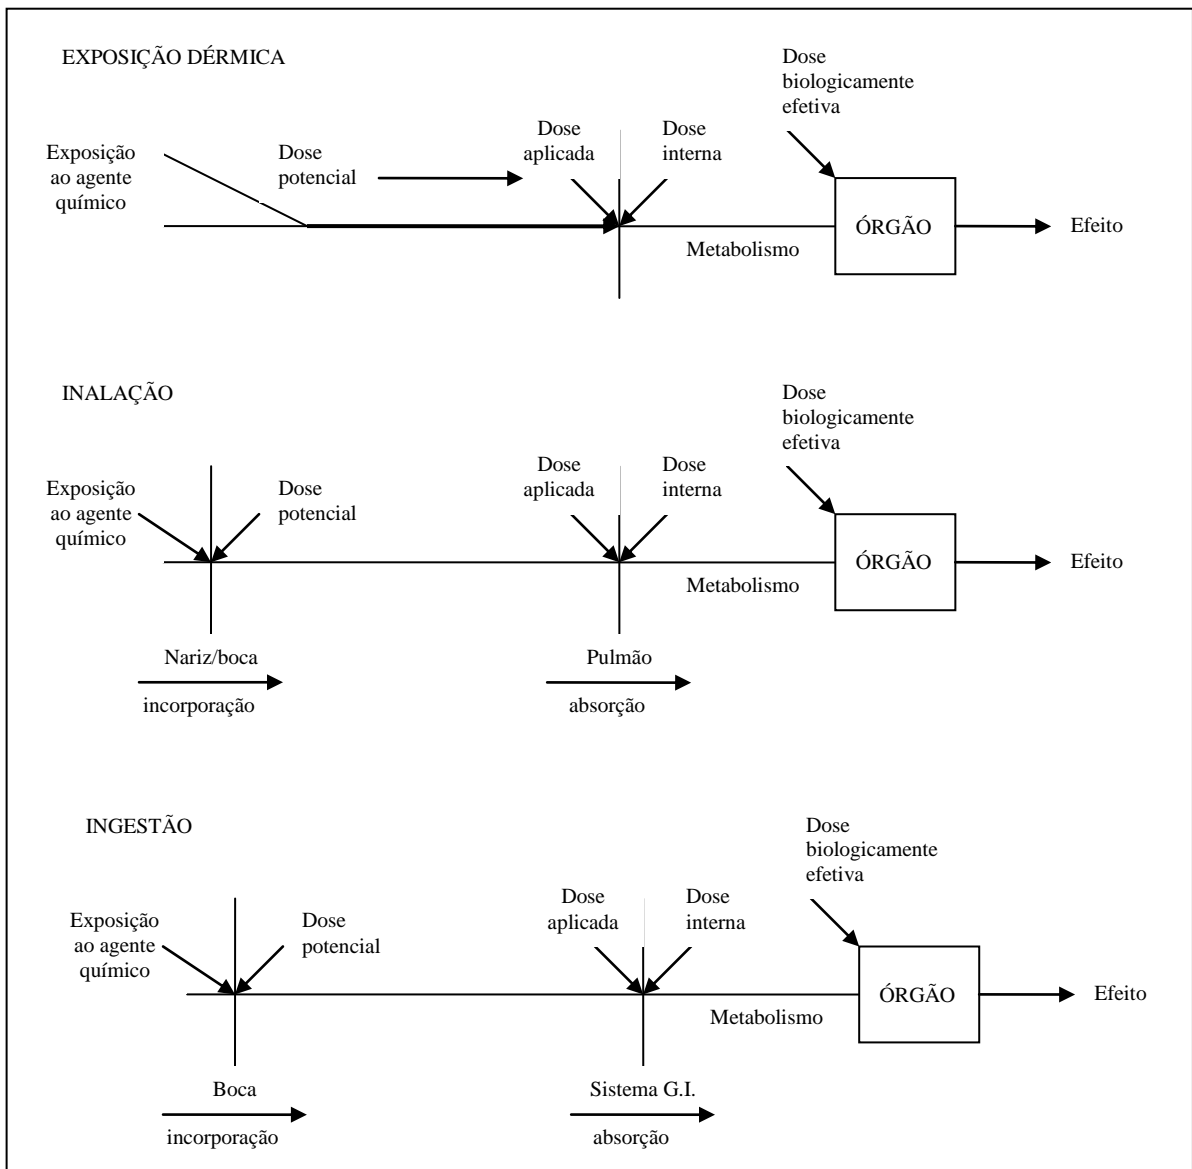 EXPOSIÇÃO DÉRMICA
Exposição
ao agente
químico
Dose
potencial
Dose
aplicada
Dose
interna
Dose
biologicamente
efetiva
Metabolismo
ÓRGÃO
Efeito
INALAÇÃO
Exposição
ao agente
químico
Dose
potencial
Dose
aplicada
Dose
interna
Dose
biologicamente
efetiva
Metabolismo
ÓRGÃO
Efeito
Nariz/boca
incorporação
Pulmão
absorção
INGESTÃO
Exposição
ao agente
químico
Dose
potencial
Dose
aplicada
Dose
interna
Dose
biologicamente
efetiva
Metabolismo
ÓRGÃO
Efeito
Boca
incorporação
Sistema G.I.
absorção